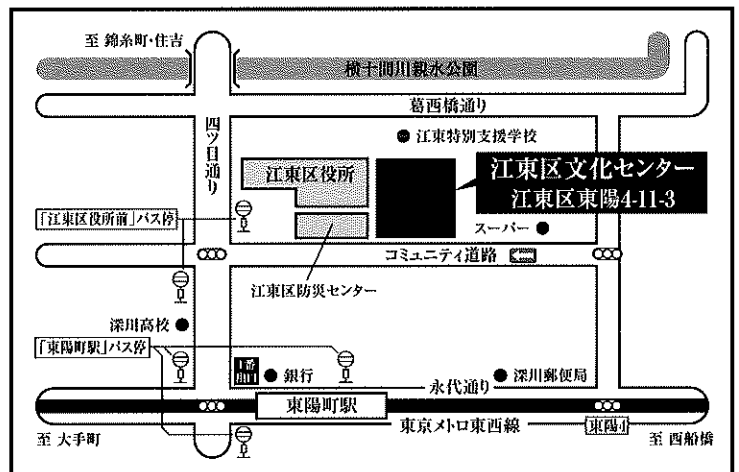 至 錦糸町・住吉
横十間川親水公園
葛西橋通り
四ツ目通り
江東特別支援学校
江東区役所
江東区文化センター
江東区東陽4-11-3
「江東区役所前」バス停
スーパー
コミュニティ道路
江東区防災センター
深川高校
「東陽町駅」バス停
1番出口
銀行
深川郵便局
永代通り
東陽町駅
東京メトロ東西線
東陽4
至 大手町
至 西船橋